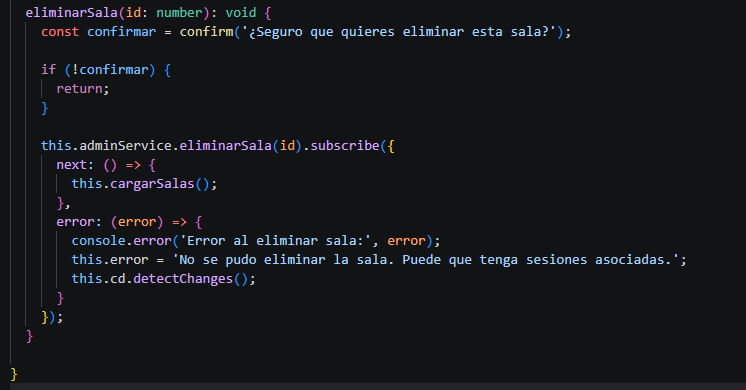 eliminarSala(id: number): void {
const confirmar = confirm('¿Seguro que quieres eliminar esta sala?');
if (!confirmar) {
return;
}
this.adminService.eliminarSala(id).subscribe({
next: () => {
this.cargarSalas();
},
error: (error) => {
console.error('Error al eliminar sala:', error);
this.error = 'No se pudo eliminar la sala. Puede que tenga sesiones asociadas.';
this.cd.detectChanges();
}
});
}
}